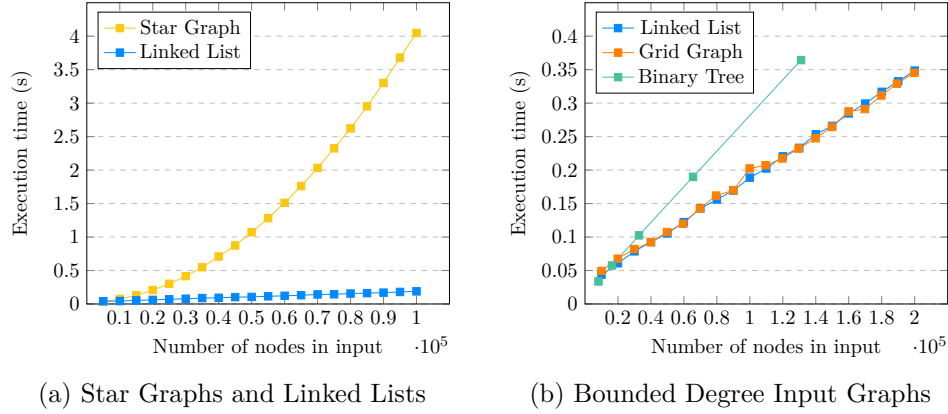 Star Graph
Linked List
Execution time (s)
4
3.5
3
2.5
2
1.5
1
0.5
0
0.1 0.2 0.3 0.4 0.5 0.6 0.7 0.8 0.9 1
Number of nodes in input ·10⁵
(a) Star Graphs and Linked Lists
Linked List
Grid Graph
Binary Tree
Execution time (s)
0.4
0.35
0.3
0.25
0.2
0.15
0.1
0.05
0
0.2 0.4 0.6 0.8 1 1.2 1.4 1.6 1.8 2
Number of nodes in input ·10⁵
(b) Bounded Degree Input Graphs